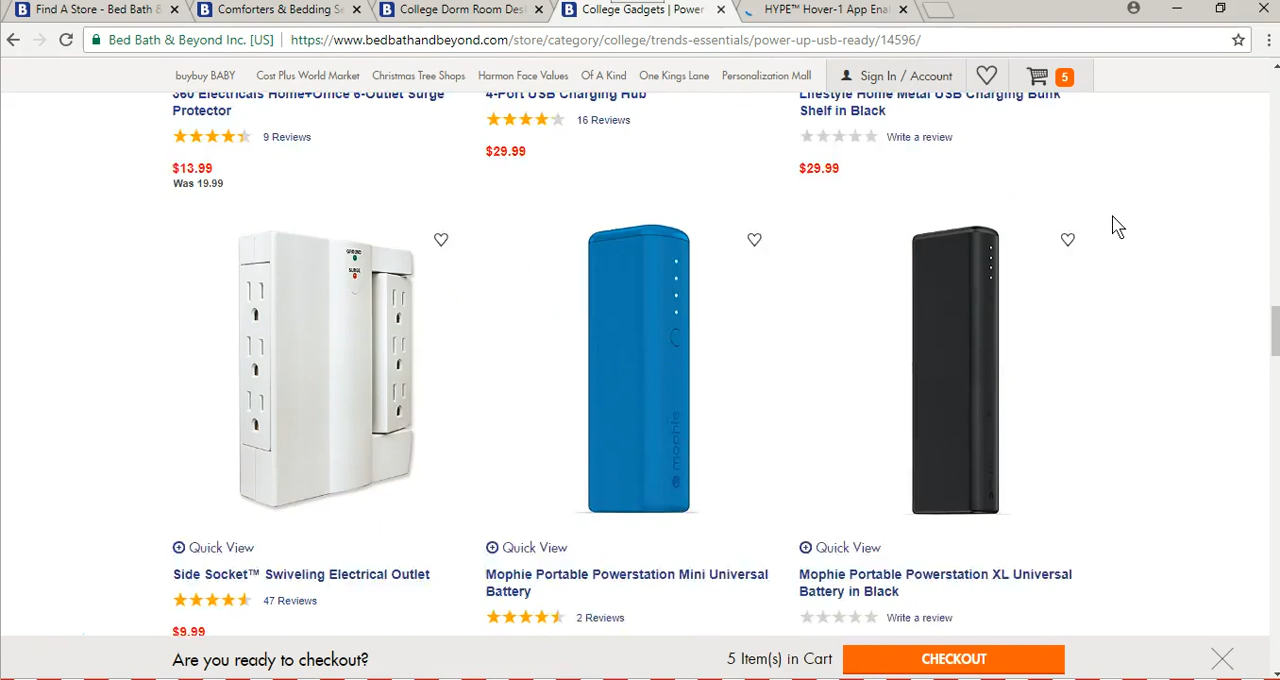 Find A Store - Bed Bath &
Comforters & Bedding Se
College Dorm Room Des
College Gadgets | Power
HYPE™ Hover-1 App Ena
Bed Bath & Beyond Inc. [US]
https://www.bedbathandbeyond.com/store/category/college/trends-essentials/power-up-usb-ready/14596/
buybuy BABY
Cost Plus World Market
Christmas Tree Shops
Harmon Face Values
Of A Kind
One Kings Lane
Personalization Mall
Sign In / Account
5
360 Electricals Home+Office 6-Outlet Surge
Protector
9 Reviews
$13.99
Was 19.99
4-Port USB Charging Hub
16 Reviews
$29.99
Lifestyle Home Metal USB Charging Bunk
Shelf in Black
Write a review
$29.99
GROUND
SURGE
mophie
Quick View
Side Socket™ Swiveling Electrical Outlet
47 Reviews
$9.99
Quick View
Mophie Portable Powerstation Mini Universal
Battery
2 Reviews
Quick View
Mophie Portable Powerstation XL Universal
Battery in Black
Write a review
Are you ready to checkout?
5 Item(s) in Cart
CHECKOUT